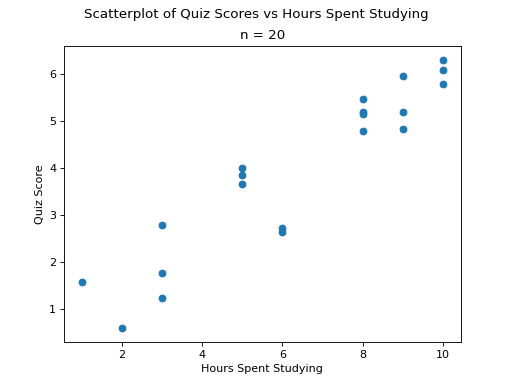 Scatterplot of Quiz Scores vs Hours Spent Studying
n = 20
6
5
4
3
2
1
Quiz Score
2 4 6 8 10
Hours Spent Studying